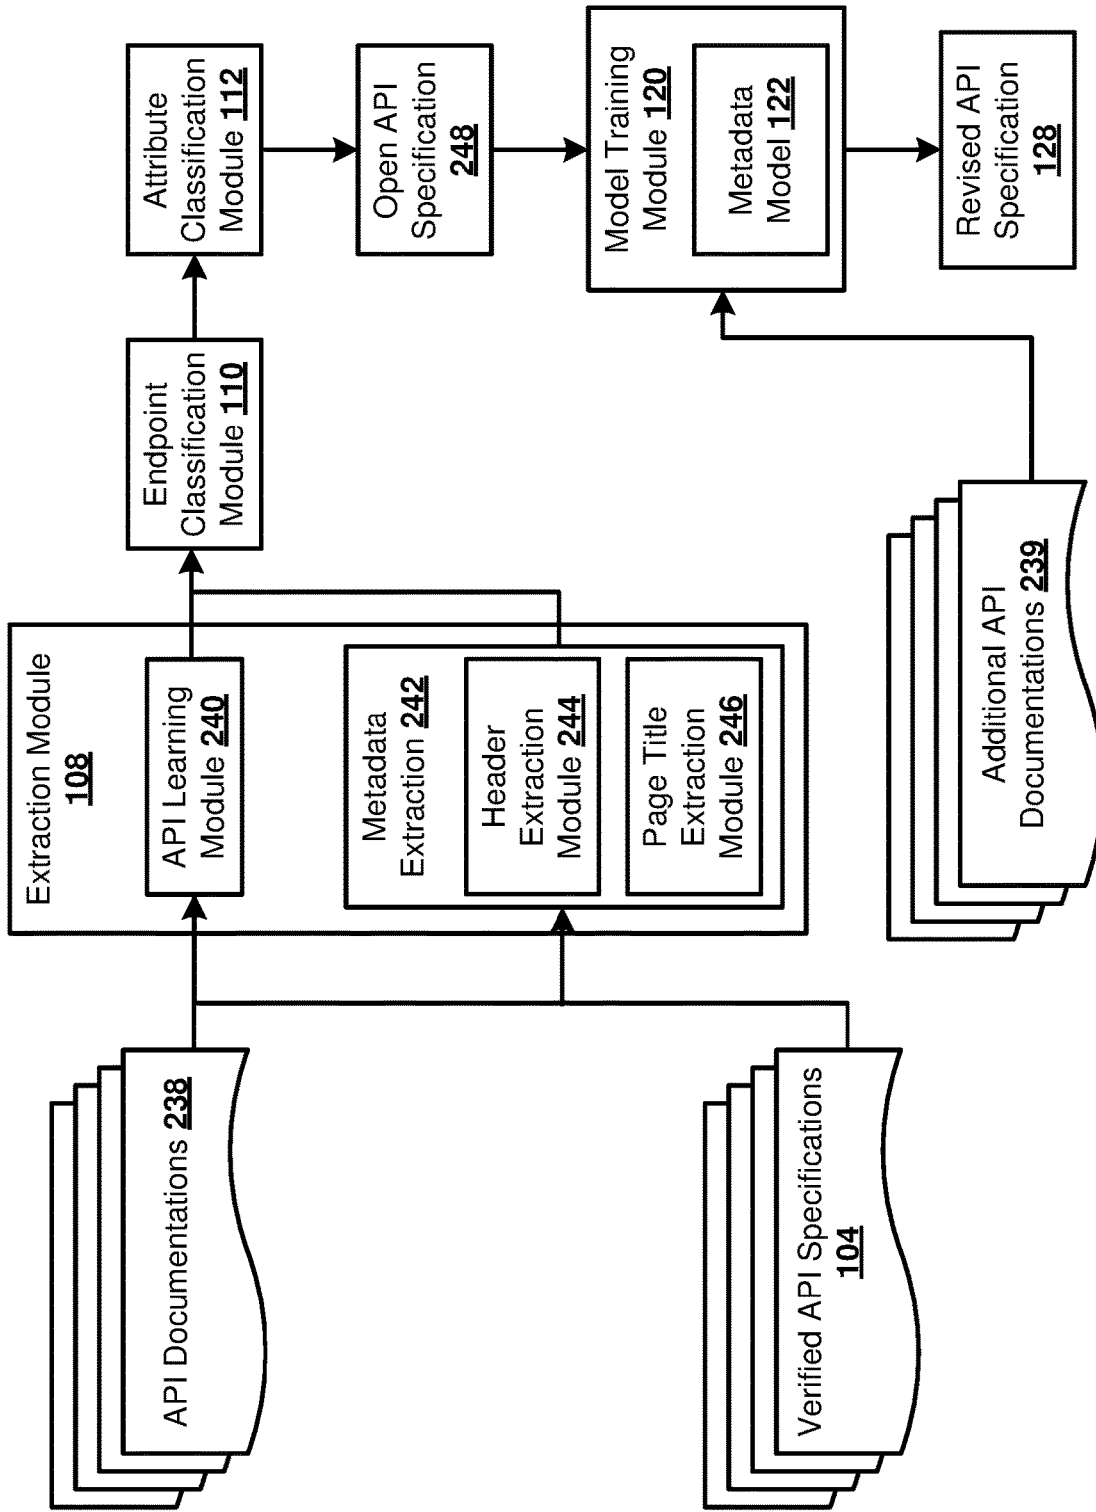 API Documentations 238
Verified API Specifications
104
Extraction Module
108
API Learning
Module 240
Metadata
Extraction 242
Header
Extraction
Module 244
Page Title
Extraction
Module 246
Endpoint
Classification
Module 110
Attribute
Classification
Module 112
Open API
Specification
248
Model Training
Module 120
Metadata
Model 122
Additional API
Documentations 239
Revised API
Specification
128